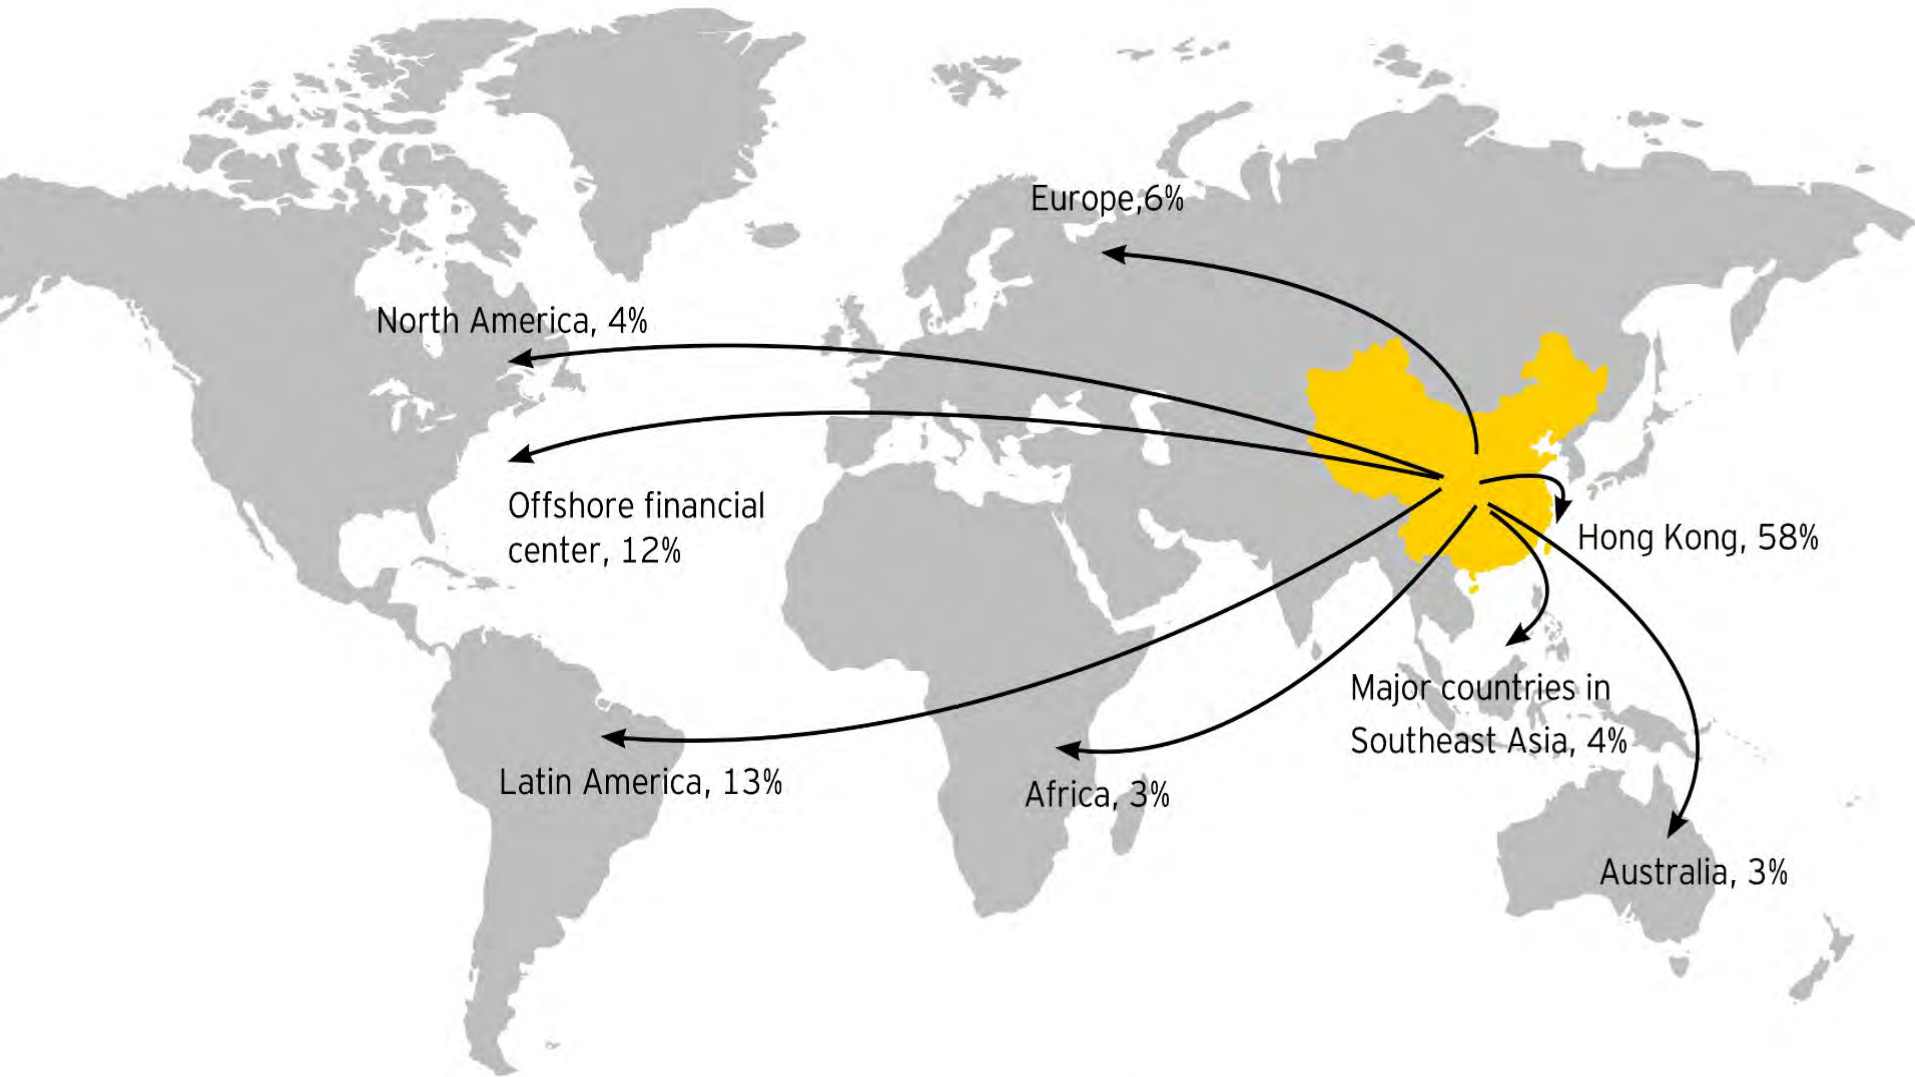 Europe,6%
North America, 4%
Offshore financial
center, 12%
Hong Kong, 58%
Major countries in
Southeast Asia, 4%
Latin America, 13%
Africa, 3%
Australia, 3%